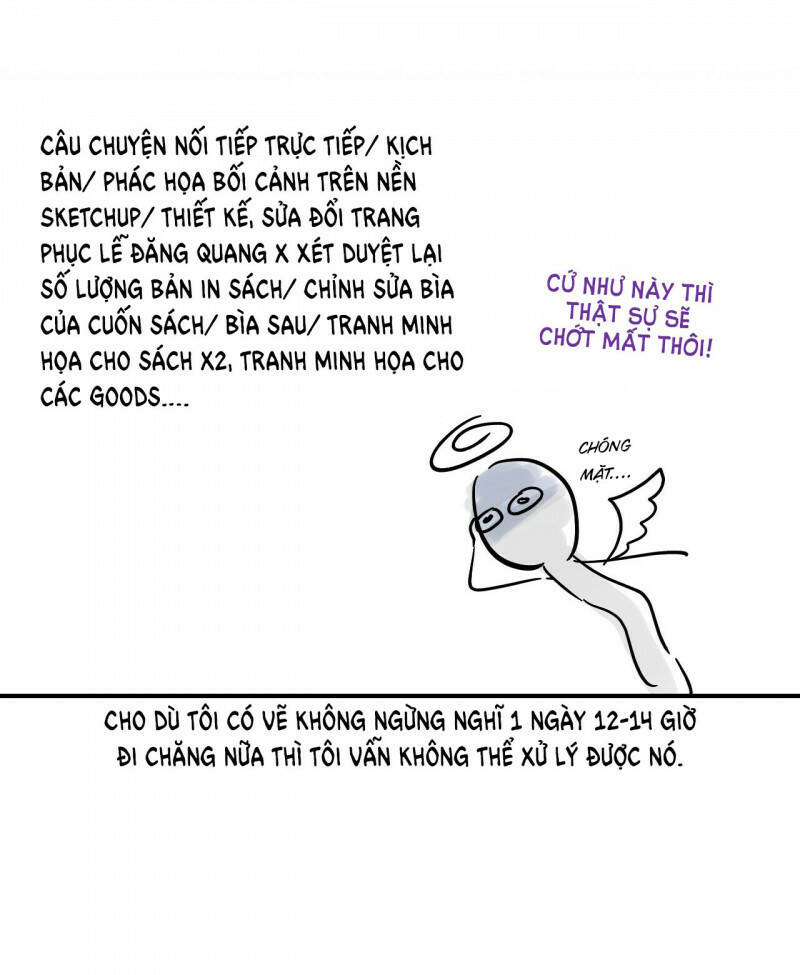 CÂU CHUYỆN NỐI TIẾP TRỰC TIẾP/ KỊCH
BẢN/ PHÁC HỌA BỐI CẢNH TRÊN NỀN
SKETCHUP/ THIẾT KẾ, SỬA ĐỔI TRANG
PHỤC LỄ ĐĂNG QUANG X XÉT DUYỆT LẠI
SỐ LƯỢNG BẢN IN SÁCH/ CHỈNH SỬA BÌA
CỦA CUỐN SÁCH/ BÌA SAU/ TRANH MINH
HỌA CHO SÁCH X2, TRANH MINH HỌA CHO
CÁC GOODS....
CỨ NHƯ NÀY THÌ
THẬT SỰ SẼ
CHỚT MẤT THÔI!
CHÓNG
MẶT....
CHO DÙ TÔI CÓ VẼ KHÔNG NGỪNG NGHĨ 1 NGÀY 12-14 GIỜ
ĐI CHĂNG NỮA THÌ TÔI VẪN KHÔNG THỂ XỬ LÝ ĐƯỢC NÓ.